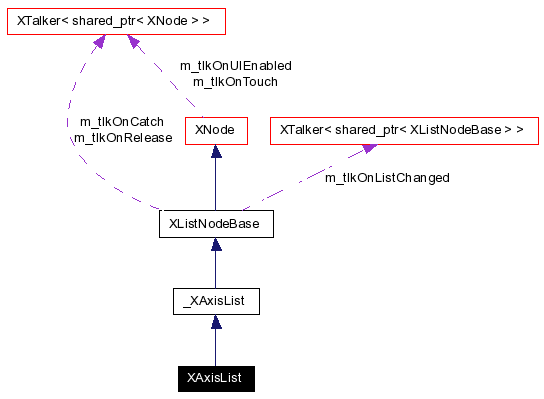 XTalker< shared_ptr< XNode > >
m_tlkOnUIEnabled
m_tlkOnTouch
m_tlkOnCatch
m_tlkOnRelease
XNode
XTalker< shared_ptr< XListNodeBase > >
m_tlkOnListChanged
XListNodeBase
_XAxisList
XAxisList